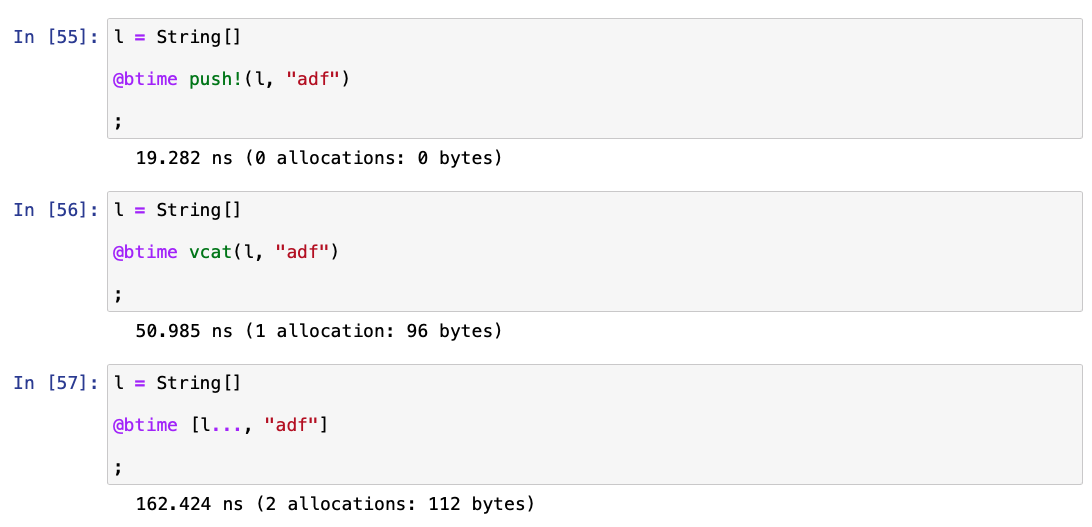 In [55]: l = String[]
@btime push!(l, "adf")
;
19.282 ns (0 allocations: 0 bytes)
In [56]: l = String[]
@btime vcat(l, "adf")
;
50.985 ns (1 allocation: 96 bytes)
In [57]: l = String[]
@btime [l..., "adf"]
;
162.424 ns (2 allocations: 112 bytes)